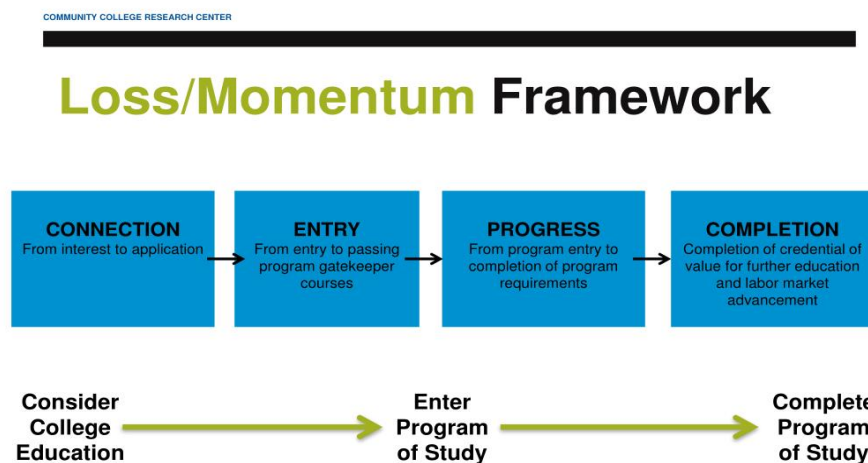 COMMUNITY COLLEGE RESEARCH CENTER
Loss/Momentum Framework
CONNECTION
From interest to application
ENTRY
From entry to passing
program gatekeeper
courses
PROGRESS
From program entry to
completion of program
requirements
COMPLETION
Completion of credential of
value for further education
and labor market
advancement
Consider
College
Education
Enter
Program
of Study
Complete
Program
of Study